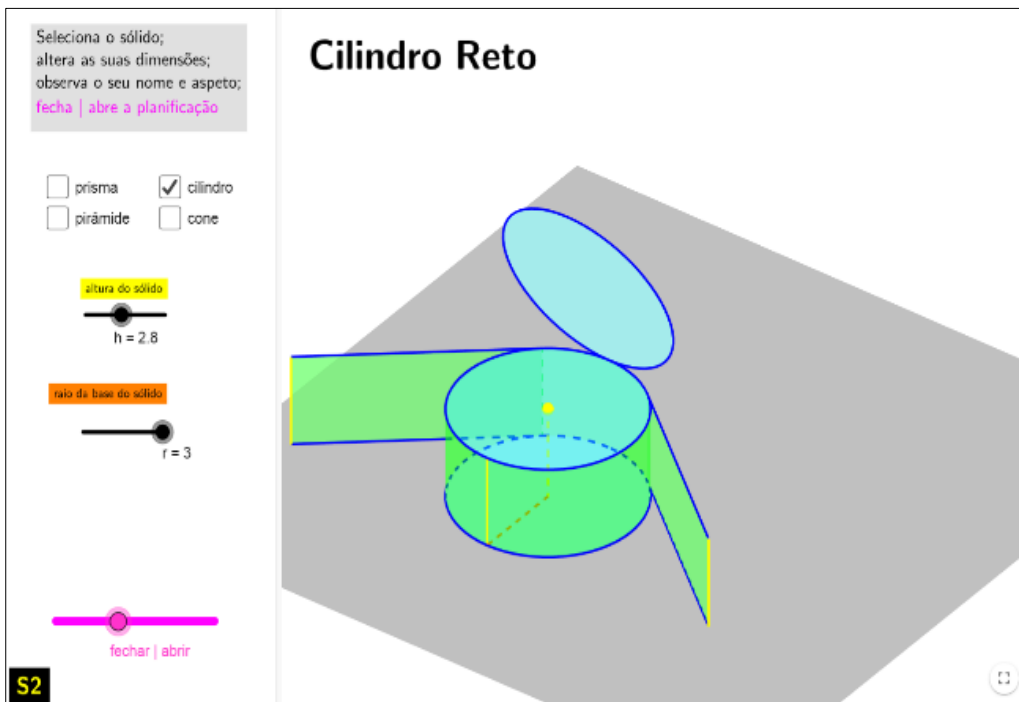 Seleciona o sólido;
altera as suas dimensões;
observa o seu nome e aspeto;
fecha | abre a planificação
Cilindro Reto
prisma
cilindro
pirámide
cone
altura do sólido
h = 2.8
raio da base do sólido
r = 3
fechar | abrir
S2